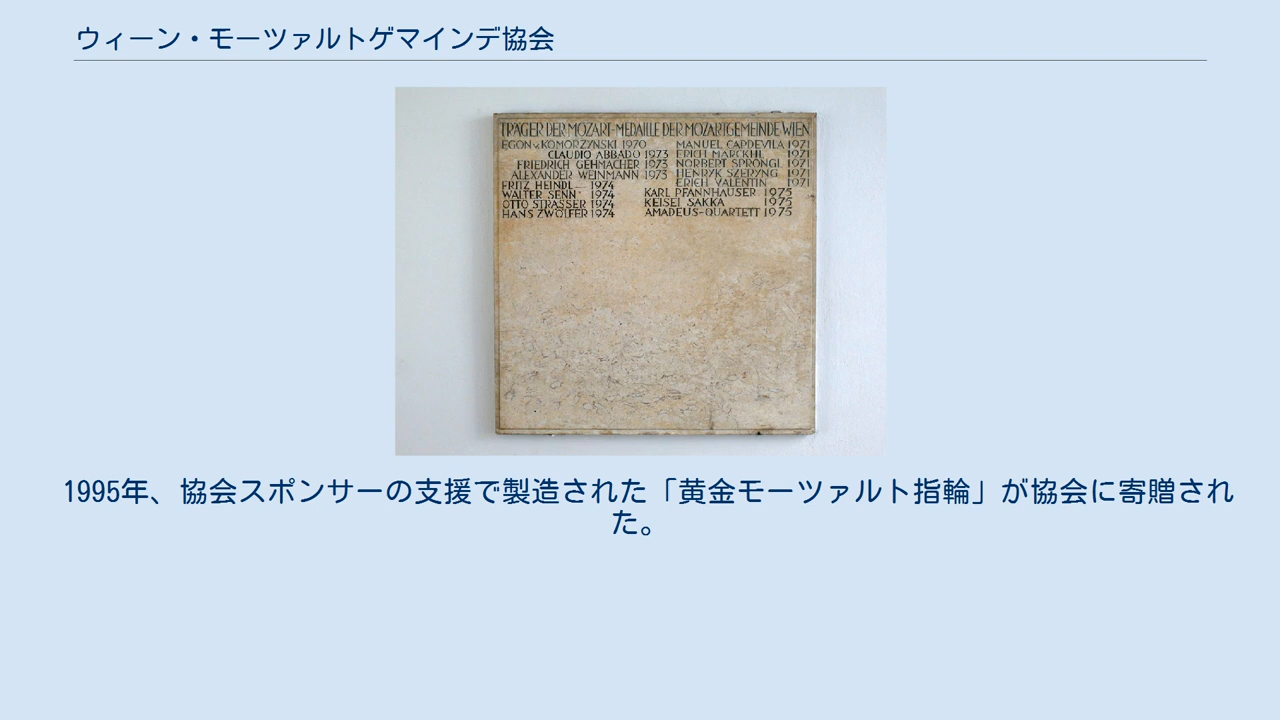 ウィーン・モーツァルトゲマインデ協会
TRÄGER DER MOZART-MEDAILLE DER MOZARTGEMEINDE WIEN
EGON v. KOMORZYNSKI 1970 MANUEL CAPDEVILA 1971
CLAUDIO ABBADO 1973 ERICH MARCKHL 1971
FRIEDRICH GEHMACHER 1973 NORBERT SPRONGL 1971
ALEXANDER WEINMANN 1973 HENRYK SZERYNG 1971
FRITZ HEINDL 1974 ERICH VALENTIN 1971
WALTER SENN 1974 KARL PFANNHAUSER 1975
OTTO STRASSER 1974 KEISEI SAKKA 1975
HANS ZWÖLFER 1974 AMADEUS-QUARTETT 1975
1995年、協会スポンサーの支援で製造された「黄金モーツァルト指輪」が協会に寄贈され
た。